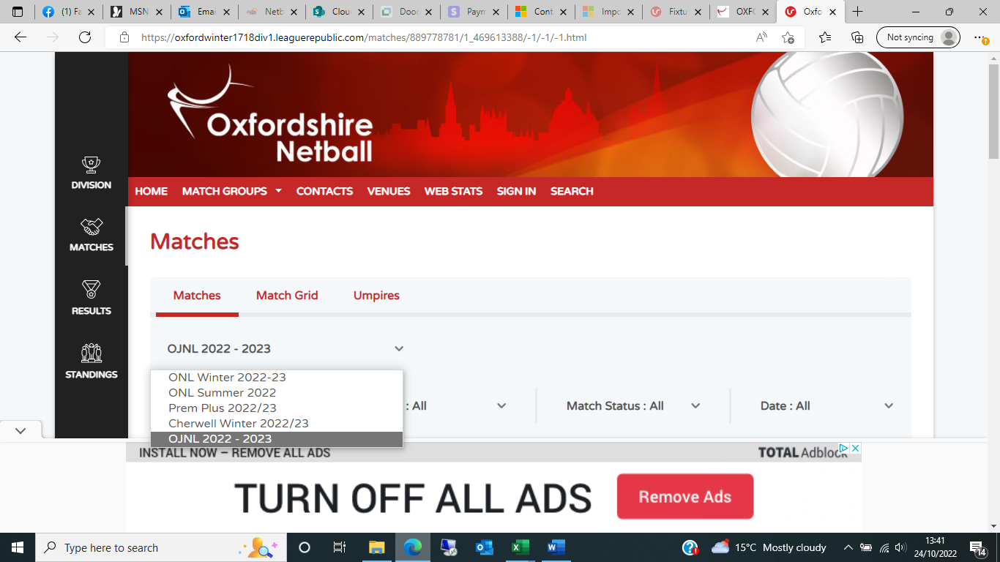 (1) Fa
MSN
Emai
Netb
Clou
Docu
Paym
Cont
Impo
Fixtu
OXFO
Oxfo
https://oxfordwinter1718div1.leaguerepublic.com/matches/889778781/1_469613388/-1/-1/-1.html
Not syncing
Oxfordshire
Netball
DIVISION
MATCHES
RESULTS
STANDINGS
HOME MATCH GROUPS CONTACTS VENUES WEB STATS SIGN IN SEARCH
Matches
Matches Match Grid Umpires
OJNL 2022 - 2023
ONL Winter 2022-23
ONL Summer 2022
Prem Plus 2022/23
Cherwell Winter 2022/23
OJNL 2022 - 2023
: All Match Status : All Date : All
INSTALL NOW – REMOVE ALL ADS
TOTAL Adblock
TURN OFF ALL ADS
Remove Ads
Type here to search
15°C Mostly cloudy
13:41
24/10/2022
14